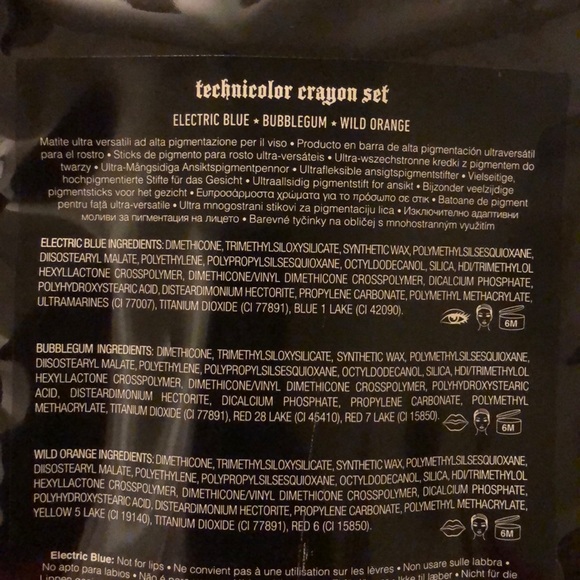 technicolor crayon set
ELECTRIC BLUE ★ BUBBLEGUM ★ WILD ORANGE
Matite ultra versatili ad alta pigmentazione per il viso • Producto en barra de alta pigmentación ultraversátil
para el rostro • Sticks de pigmento para rosto ultra-versáteis • Ultra-wszechstronne kredki z pigmentem do
twarzy • Ultra-Mångsidiga Ansiktspigmentpennor • Ultrafleksible ansigtspigmentstifter • Vielseitige,
hochpigmentierte Stifte für das Gesicht • Ultraallsidig pigmentstift for ansikt • Bijzonder veelzijdige
pigmentsticks voor het gezicht • Ευπροσάρμοστα χρώματα για το πρόσωπο σε στικ • Batoane de pigment
pentru față ultra-versatile • Ultra mnogostrani stikovi za pigmentaciju lica • Изключително адаптивни
моливи за пигментация на лицето • Barevné tyčinky na obličej s mnohostranným využitím
ELECTRIC BLUE INGREDIENTS: DIMETHICONE, TRIMETHYLSILOXYSILICATE, SYNTHETIC WAX, POLYMETHYLSILSESQUIOXANE,
DIISOSTEARYL MALATE, POLYETHYLENE, POLYPROPYLSILSESQUIOXANE, OCTYLDODECANOL, SILICA, HDI/TRIMETHYLOL
HEXYLLACTONE CROSSPOLYMER, DIMETHICONE/VINYL DIMETHICONE CROSSPOLYMER, DICALCIUM PHOSPHATE,
POLYHYDROXYSTEARIC ACID, DISTEARDIMONIUM HECTORITE, PROPYLENE CARBONATE, POLYMETHYL METHACRYLATE,
ULTRAMARINES (CI 77007), TITANIUM DIOXIDE (CI 77891), BLUE 1 LAKE (CI 42090).
6M
BUBBLEGUM INGREDIENTS: DIMETHICONE, TRIMETHYLSILOXYSILICATE, SYNTHETIC WAX, POLYMETHYLSILSESQUIOXANE,
DIISOSTEARYL MALATE, POLYETHYLENE, POLYPROPYLSILSESQUIOXANE, OCTYLDODECANOL, SILICA, HDI/TRIMETHYLOL
HEXYLLACTONE CROSSPOLYMER, DIMETHICONE/VINYL DIMETHICONE CROSSPOLYMER, POLYHYDROXYSTEARIC
ACID, DISTEARDIMONIUM HECTORITE, DICALCIUM PHOSPHATE, PROPYLENE CARBONATE, POLYMETHYL
METHACRYLATE, TITANIUM DIOXIDE (CI 77891), RED 28 LAKE (CI 45410), RED 7 LAKE (CI 15850).
6M
WILD ORANGE INGREDIENTS: DIMETHICONE, TRIMETHYLSILOXYSILICATE, SYNTHETIC WAX, POLYMETHYLSILSESQUIOXANE,
DIISOSTEARYL MALATE, POLYETHYLENE, POLYPROPYLSILSESQUIOXANE, OCTYLDODECANOL, SILICA, HDI/TRIMETHYLOL
HEXYLLACTONE CROSSPOLYMER, DIMETHICONE/VINYL DIMETHICONE CROSSPOLYMER, DICALCIUM PHOSPHATE,
POLYHYDROXYSTEARIC ACID, DISTEARDIMONIUM HECTORITE, PROPYLENE CARBONATE, POLYMETHYL METHACRYLATE,
YELLOW 5 LAKE (CI 19140), TITANIUM DIOXIDE (CI 77891), RED 6 (CI 15850).
6M
Electric Blue: Not for lips • Ne convient pas à une utilisation sur les lèvres • Non usare sulle labbra •
No apto para labios • Não é para • Nicht für die